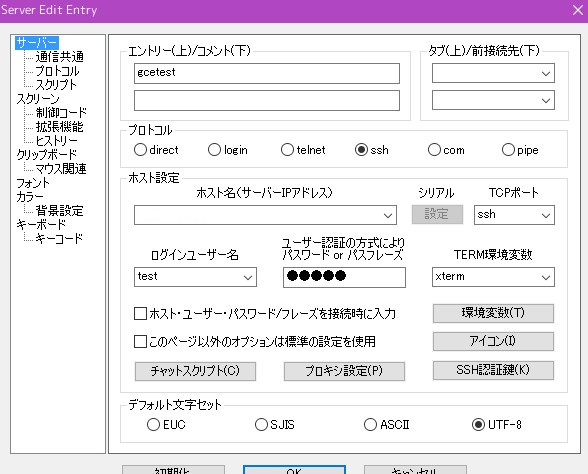 Server Edit Entry
サーバー
通信共通
プロトコル
スクリプト
スクリーン
制御コード
拡張機能
ヒストリー
クリップボード
マウス関連
フォント
カラー
背景設定
キーボード
キーコード
エントリー(上)/コメント(下)
gcetest
タブ(上)/前接続先(下)
プロトコル
direct
login
telnet
ssh
com
pipe
ホスト設定
ホスト名(サーバーIPアドレス)
シリアル
設定
TCPポート
ssh
ログインユーザー名
test
ユーザー認証の方式により
パスワード or パスフレーズ
●●●●●
TERM環境変数
xterm
ホスト・ユーザー・パスワード/フレーズを接続時に入力
環境変数(T)
このページ以外のオプションは標準の設定を使用
アイコン(I)
チャットスクリプト(C)
プロキシ設定(P)
SSH認証鍵(K)
デフォルト文字セット
EUC
SJIS
ASCII
UTF-8
初期化
OK
キャンセル